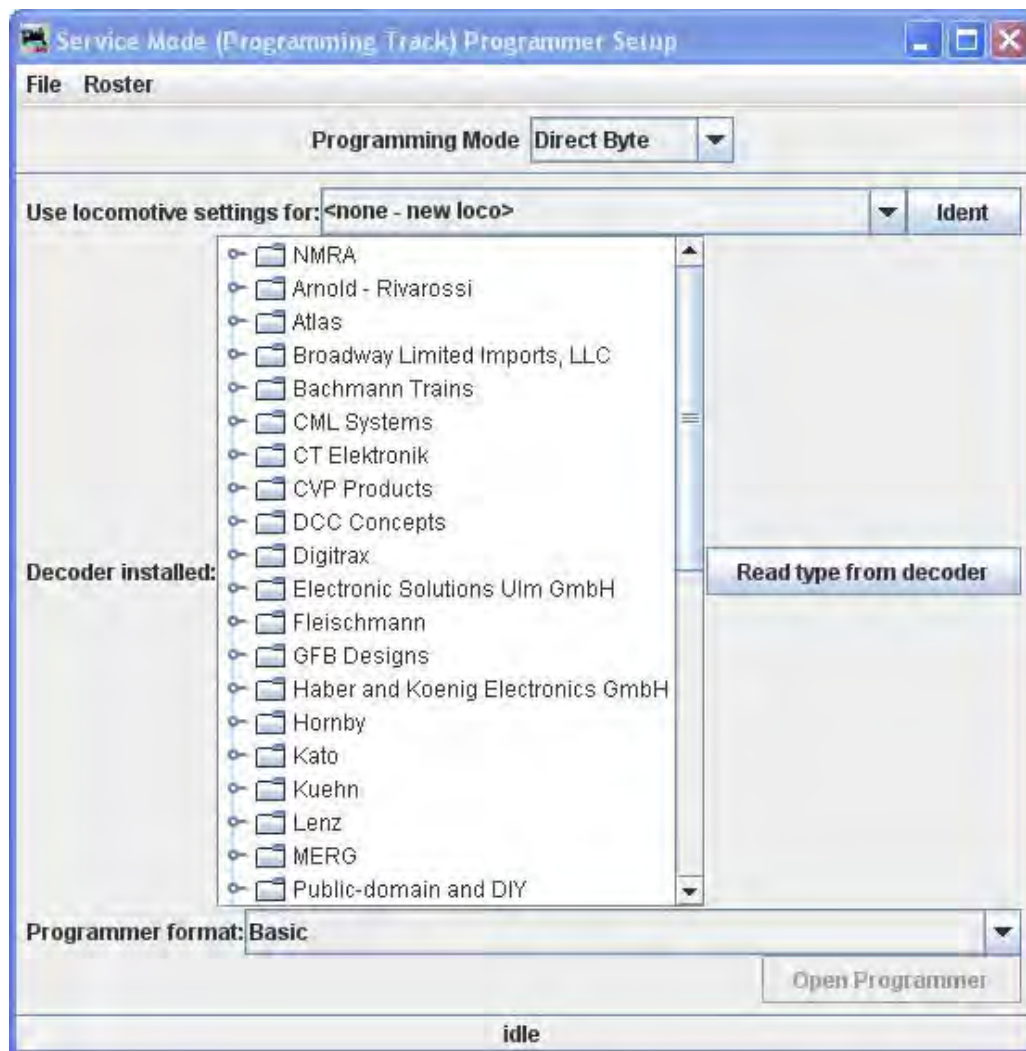 Service Mode (Programming Track) Programmer Setup
File Roster
Programming Mode Direct Byte
Use locomotive settings for: <none - new loco> Ident
NMRA
Arnold - Rivarossi
Atlas
Broadway Limited Imports, LLC
Bachmann Trains
CML Systems
CT Elektronik
CVP Products
DCC Concepts
Digitrax
Decoder installed: Read type from decoder
Electronic Solutions Ulm GmbH
Fleischmann
GFB Designs
Haber and Koenig Electronics GmbH
Hornby
Kato
Kuehn
Lenz
MERG
Public-domain and DIY
Programmer format: Basic
Open Programmer
idle